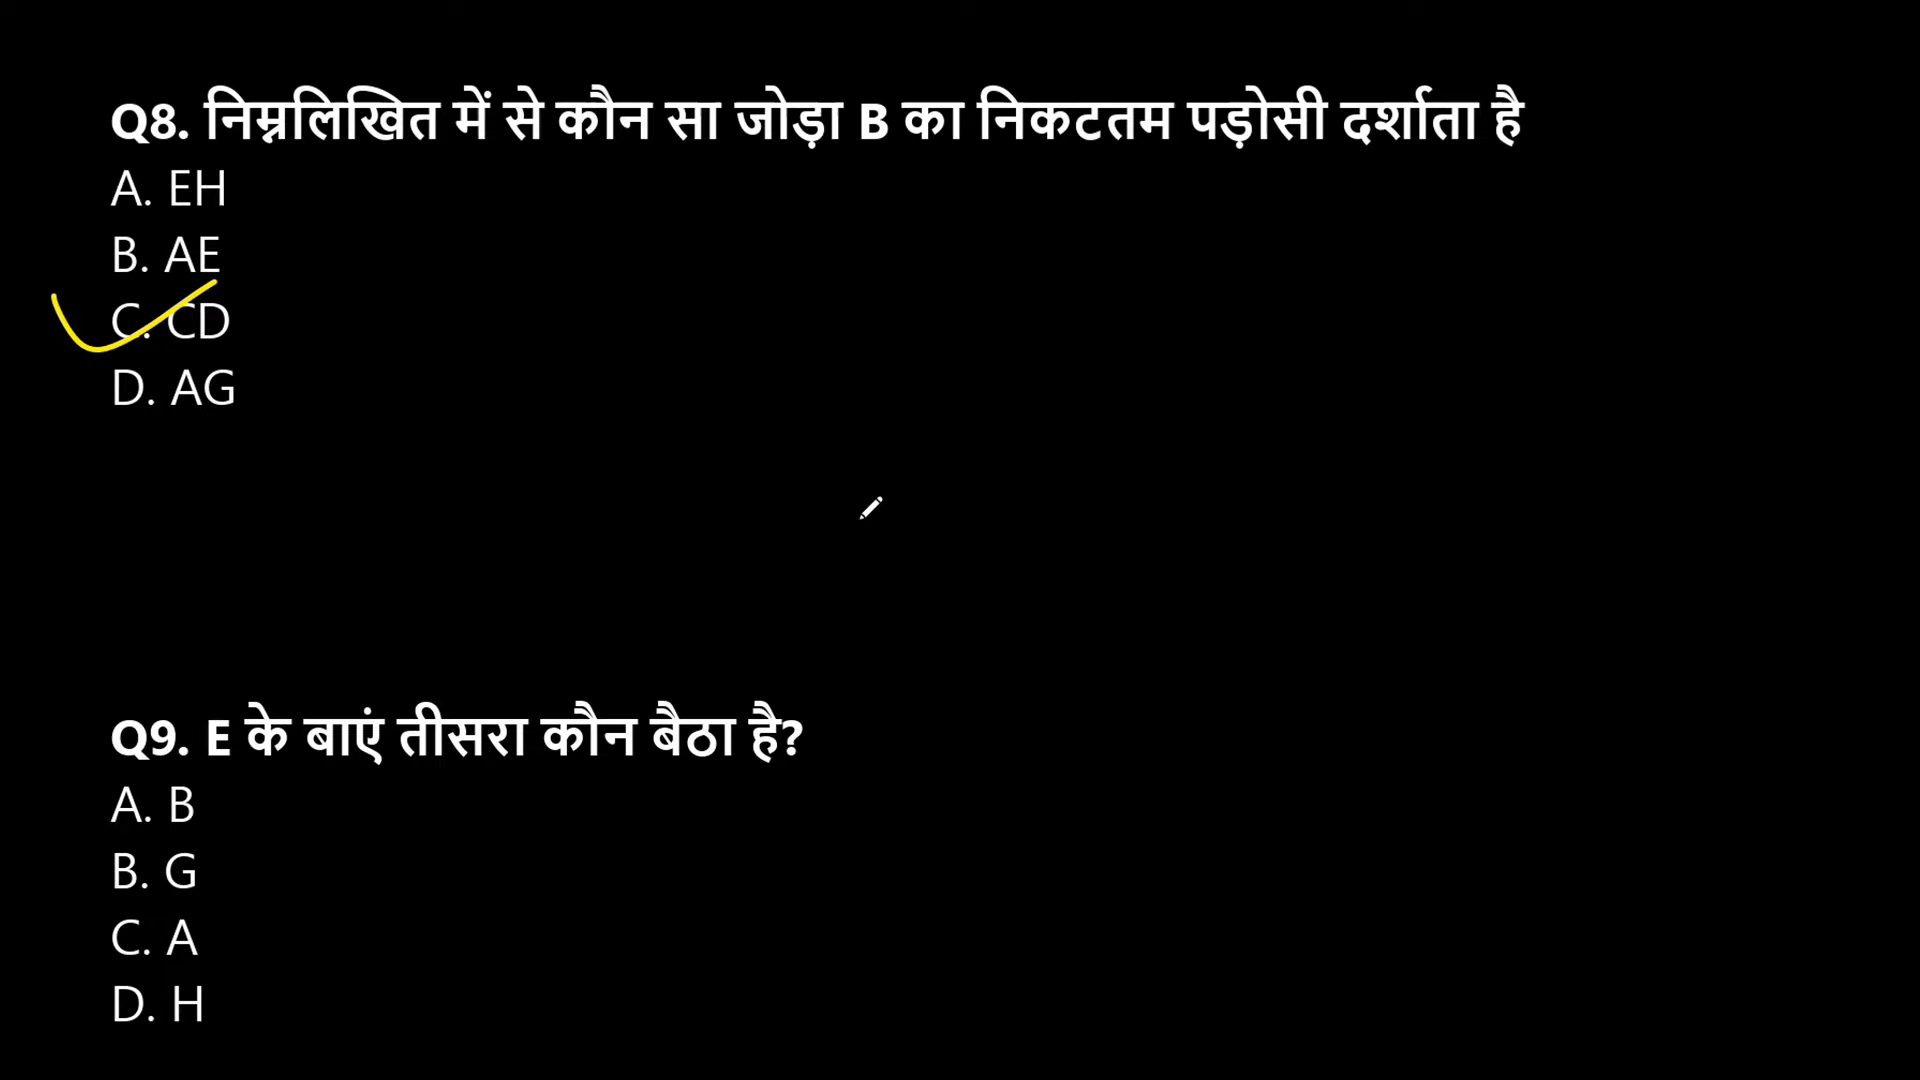 Q8. निम्नलिखित में से कौन सा जोड़ा B का निकटतम पड़ोसी दर्शाता है
A. EH
B. AE
C. CD
D. AG
Q9. E के बाएं तीसरा कौन बैठा है?
A. B
B. G
C. A
D. H